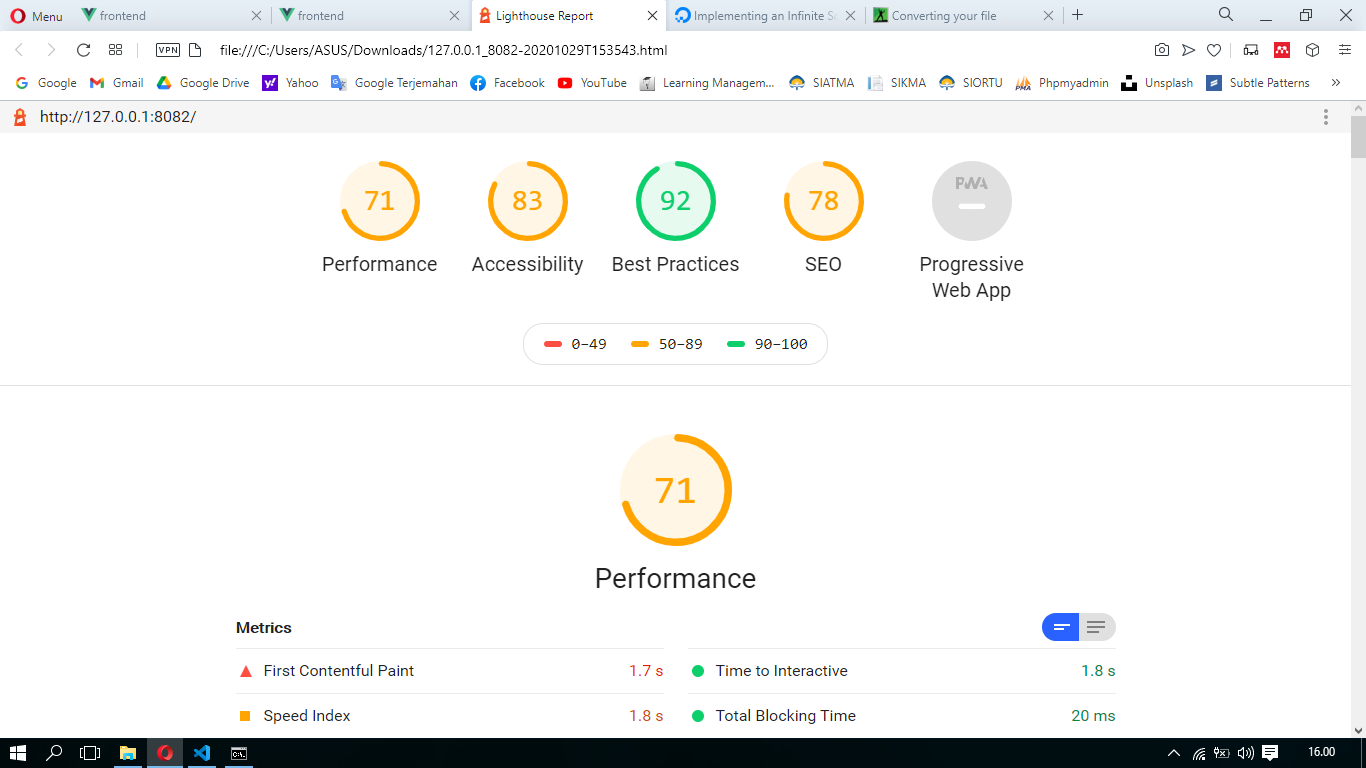 Menu frontend frontend Lighthouse Report Implementing an Infinite Sc Converting your file
VPN file:///C:/Users/ASUS/Downloads/127.0.0.1_8082-20201029T153543.html
Google Gmail Google Drive Yahoo Google Terjemahan Facebook YouTube Learning Managem... SIATMA SIKMA SIORTU Phpmyadmin Unsplash Subtle Patterns »
http://127.0.0.1:8082/
71 83 92 78 PWA
Performance Accessibility Best Practices SEO Progressive
Web App
0–49 50–89 90–100
71
Performance
Metrics
First Contentful Paint 1.7 s Time to Interactive 1.8 s
Speed Index 1.8 s Total Blocking Time 20 ms
16.00